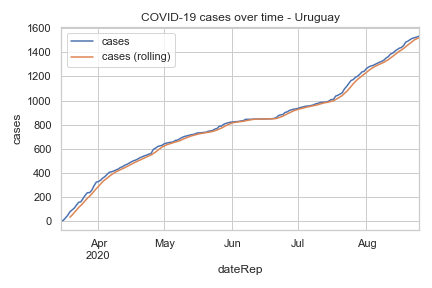 COVID-19 cases over time - Uruguay
cases
cases (rolling)
1600
1400
1200
1000
800
600
400
200
0
cases
Apr
2020
May
Jun
Jul
Aug
dateRep